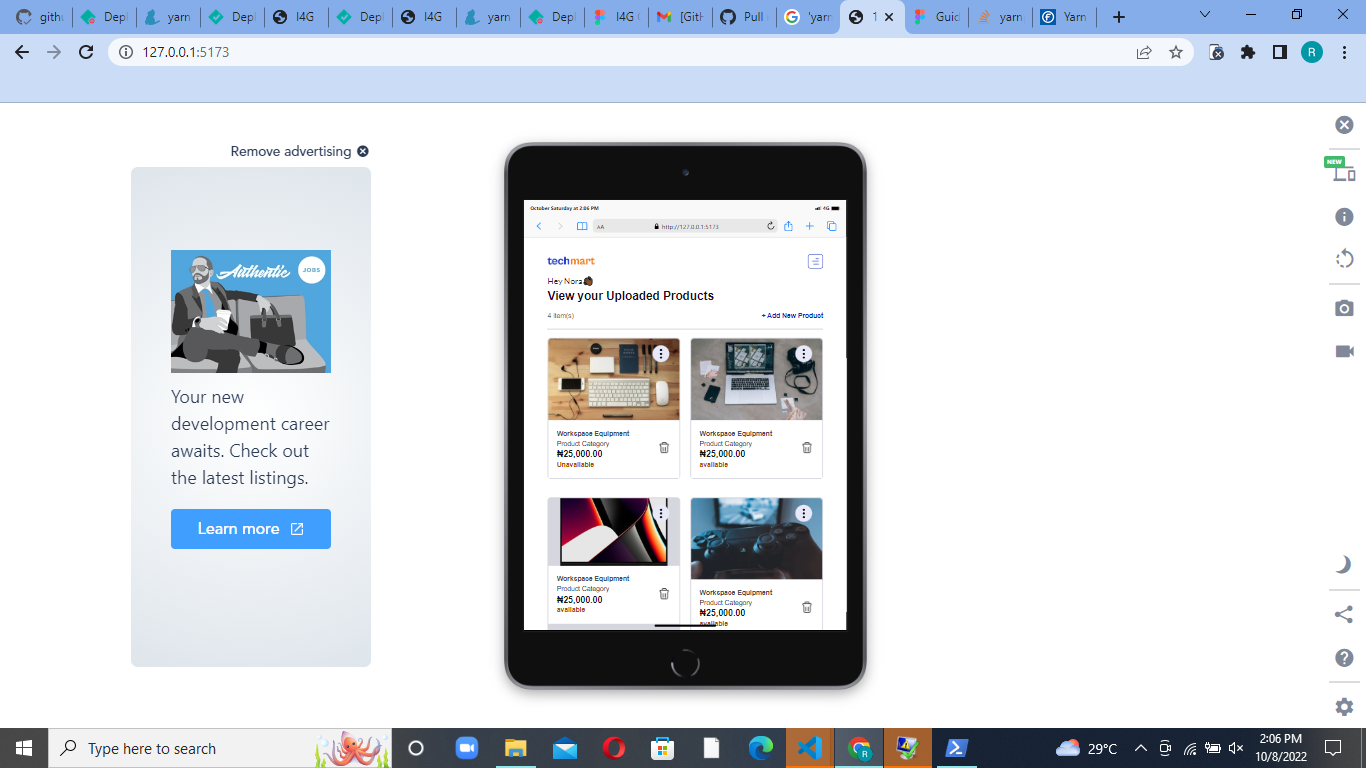 githu
Depl
yarn
Depl
I4G
Depl
I4G
yarn
Depl
I4G C
[Gith
Pull
'yarn
1
Guid
yarn
Yarn
127.0.0.1:5173
R
Remove advertising
Authentic
JOBS
Your new
development career
awaits. Check out
the latest listings.
Learn more
October Saturday at 2:06 PM
4G
AA
http://127.0.0.1:5173
techmart
Hey Nora
View your Uploaded Products
4 item(s)
+ Add New Product
Workspace Equipment
Product Category
₦25,000.00
Unavailable
Workspace Equipment
Product Category
₦25,000.00
available
Workspace Equipment
Product Category
₦25,000.00
available
Workspace Equipment
Product Category
₦25,000.00
available
NEW
Type here to search
R
29°C
2:06 PM
10/8/2022